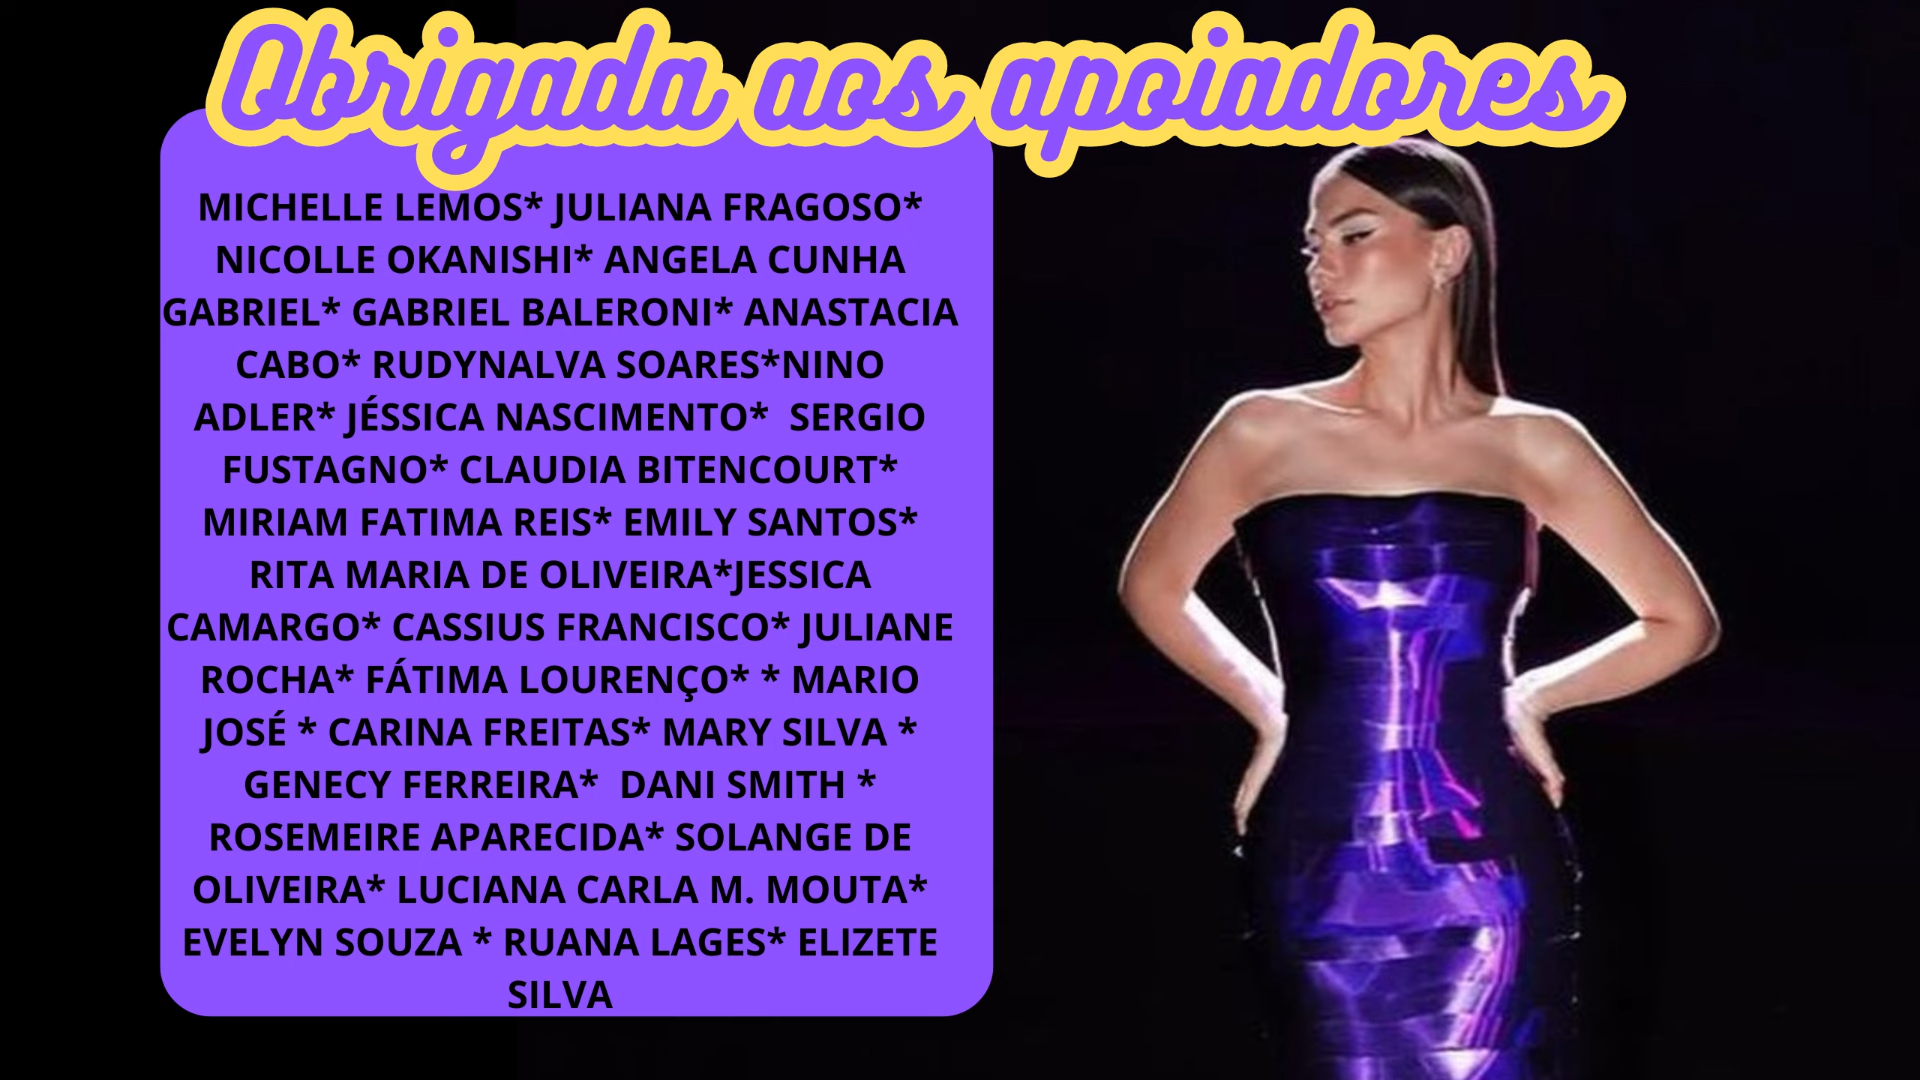 Obrigada aos apoiadores
MICHELLE LEMOS* JULIANA FRAGOSO*
NICOLLE OKANISHI* ANGELA CUNHA
GABRIEL* GABRIEL BALERONI* ANASTACIA
CABO* RUDYNALVA SOARES*NINO
ADLER* JÉSSICA NASCIMENTO*  SERGIO
FUSTAGNO* CLAUDIA BITENCOURT*
MIRIAM FATIMA REIS* EMILY SANTOS*
RITA MARIA DE OLIVEIRA*JESSICA
CAMARGO* CASSIUS FRANCISCO* JULIANE
ROCHA* FÁTIMA LOURENÇO* * MARIO
JOSÉ * CARINA FREITAS* MARY SILVA *
GENECY FERREIRA*  DANI SMITH *
ROSEMEIRE APARECIDA* SOLANGE DE
OLIVEIRA* LUCIANA CARLA M. MOUTA*
EVELYN SOUZA * RUANA LAGES* ELIZETE
SILVA